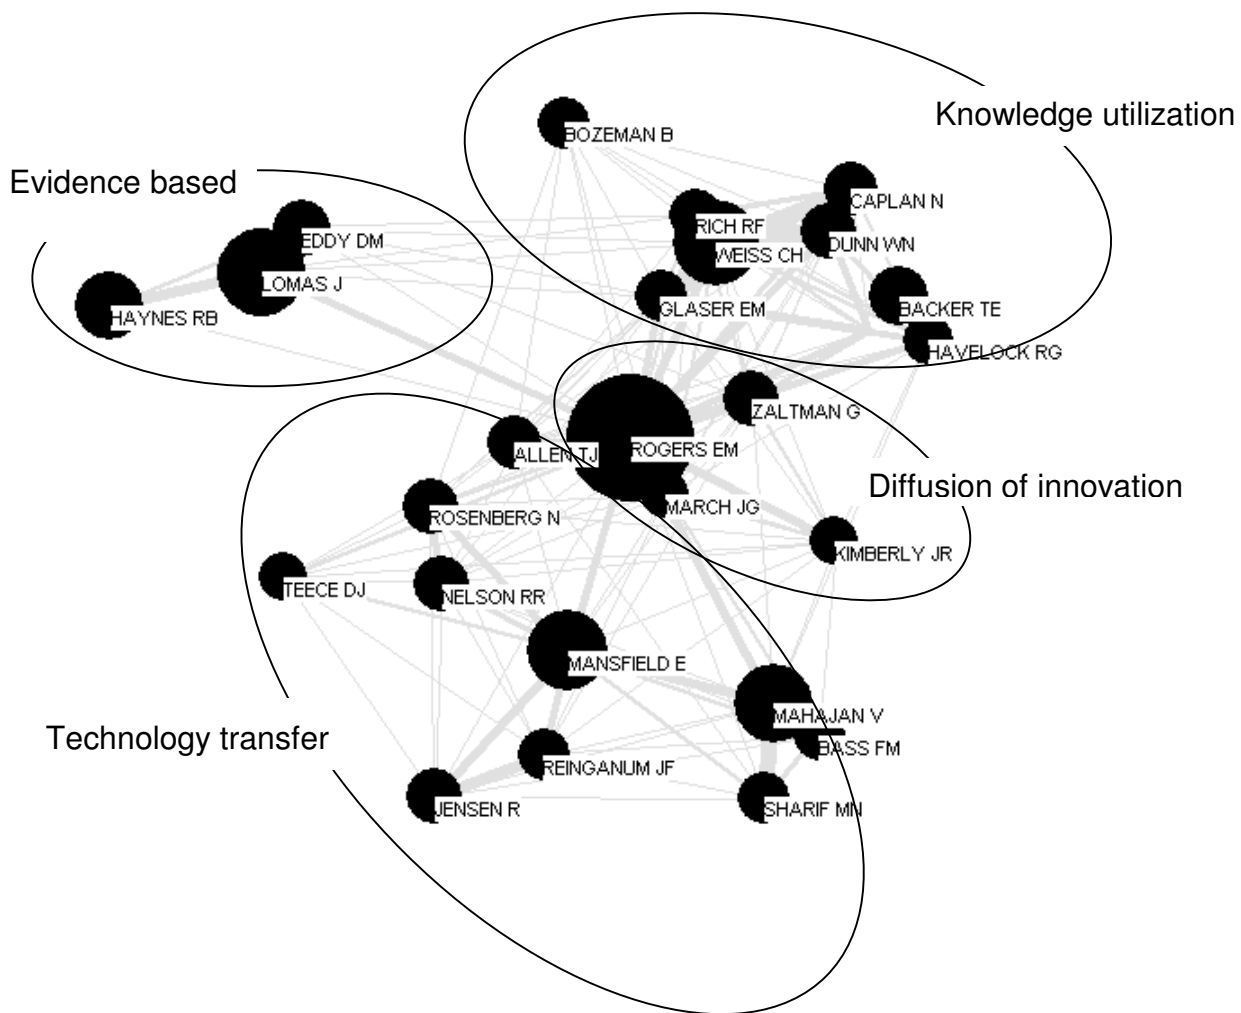 Knowledge utilization
BOZEMAN B
Evidence based
CAPLAN N
RICH RF
EDDY DM
DUNN WN
WEISS CH
LOMAS J
GLASER EM
BACKER TE
HAYNES RB
HAVELOCK RG
ZALTMAN G
ROGERS EM
ALLEN TJ
Diffusion of innovation
MARCH JG
ROSENBERG N
KIMBERLY JR
TEECE DJ
NELSON RR
MANSFIELD E
MAHAJAN V
Technology transfer
BASS FM
REINGANUM JF
JENSEN R
SHARIF MN